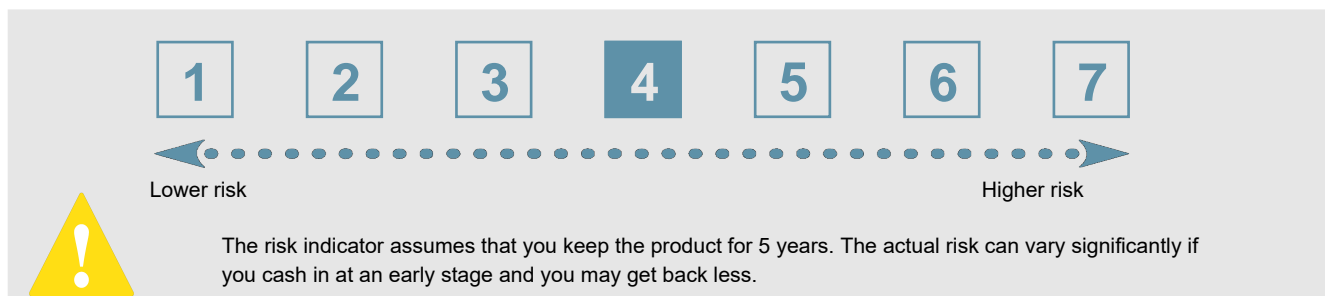 1 2 3 4 5 6 7
Lower risk Higher risk
!
The risk indicator assumes that you keep the product for 5 years. The actual risk can vary significantly if
you cash in at an early stage and you may get back less.